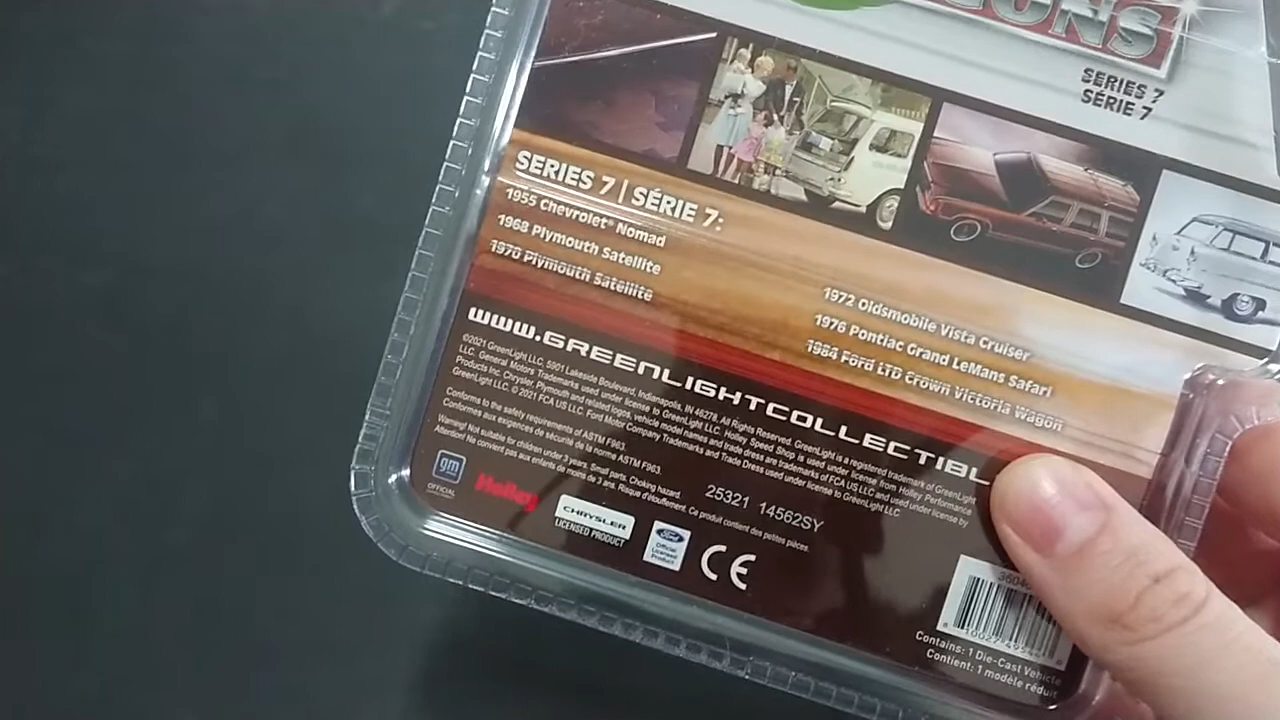 GONS
SERIES 7
SÉRIE 7
SERIES 7 | SÉRIE 7:
1955 Chevrolet® Nomad
1968 Plymouth Satellite
1970 Plymouth Satellite
1972 Oldsmobile Vista Cruiser
1976 Pontiac Grand LeMans Safari
1984 Ford LTD Crown Victoria Wagon
WWW.GREENLIGHTCOLLECTIBL
©2021 GreenLight LLC, 5901 Lakeside Boulevard, Indianapolis, IN 46278, All Rights Reserved. GreenLight is a registered trademark of GreenLight
LLC. General Motors Trademarks used under license to GreenLight LLC. Holley Speed Shop is used under license from Holley Performance
Products Inc. Chrysler, Plymouth and related logos, vehicle model names and trade dress are trademarks of FCA US LLC and used under license by
GreenLight LLC. © 2021 FCA US LLC. Ford Motor Company Trademarks and Trade Dress used under license to GreenLight LLC
Conforms to the safety requirements of ASTM F963.
Conformes aux exigences de sécurité de la norme ASTM F963.
Warning! Not suitable for children under 3 years. Small parts. Choking hazard.
Attention! Ne convient pas aux enfants de moins de 3 ans. Risque d'étouffement. Ce produit contient des petites pièces.
25321 14562SY
gm
OFFICIAL
Holley
CHRYSLER
LICENSED PRODUCT
Ford
Official
Licensed
Product
CE
3604
8 10027 495
Contains: 1 Die-Cast Vehicle
Contient: 1 modèle réduit